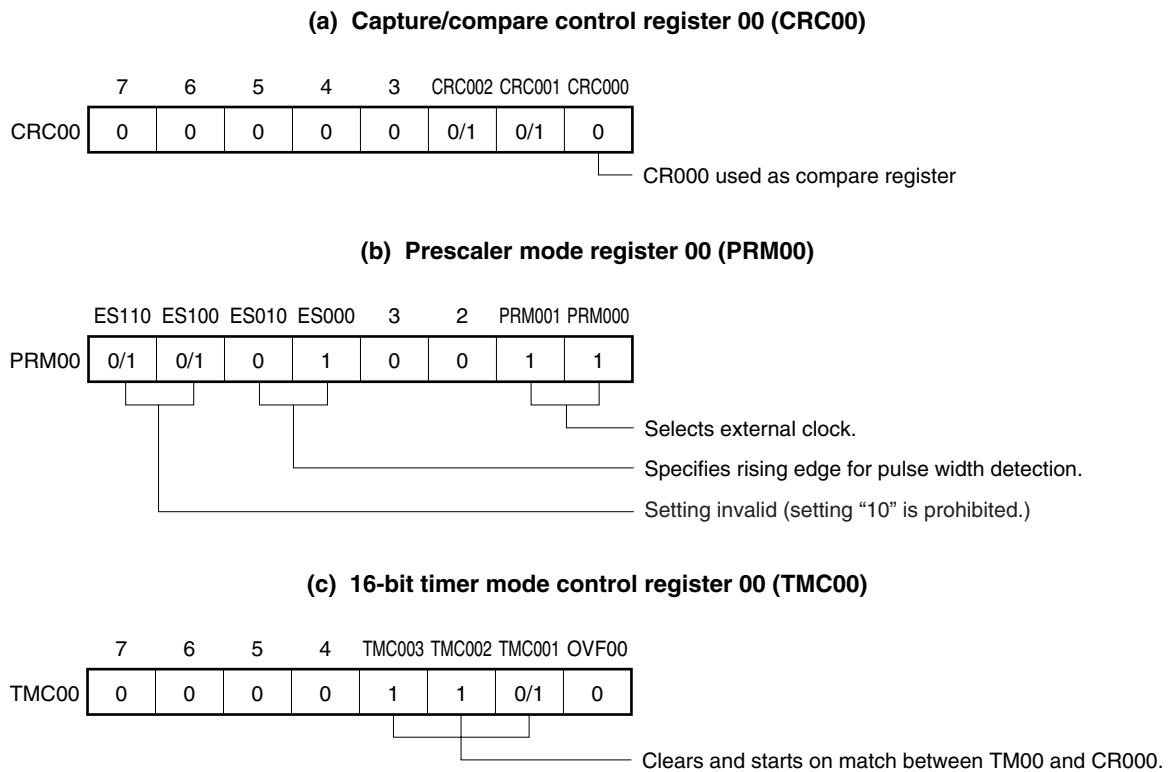 (a) Capture/compare control register 00 (CRC00)
7 6 5 4 3 CRC002 CRC001 CRC000
CRC00 0 0 0 0 0 0/1 0/1 0
CR000 used as compare register
(b) Prescaler mode register 00 (PRM00)
ES110 ES100 ES010 ES000 3 2 PRM001 PRM000
PRM00 0/1 0/1 0 1 0 0 1 1
Selects external clock.
Specifies rising edge for pulse width detection.
Setting invalid (setting “10” is prohibited.)
(c) 16-bit timer mode control register 00 (TMC00)
7 6 5 4 TMC003 TMC002 TMC001 OVF00
TMC00 0 0 0 0 1 1 0/1 0
Clears and starts on match between TM00 and CR000.